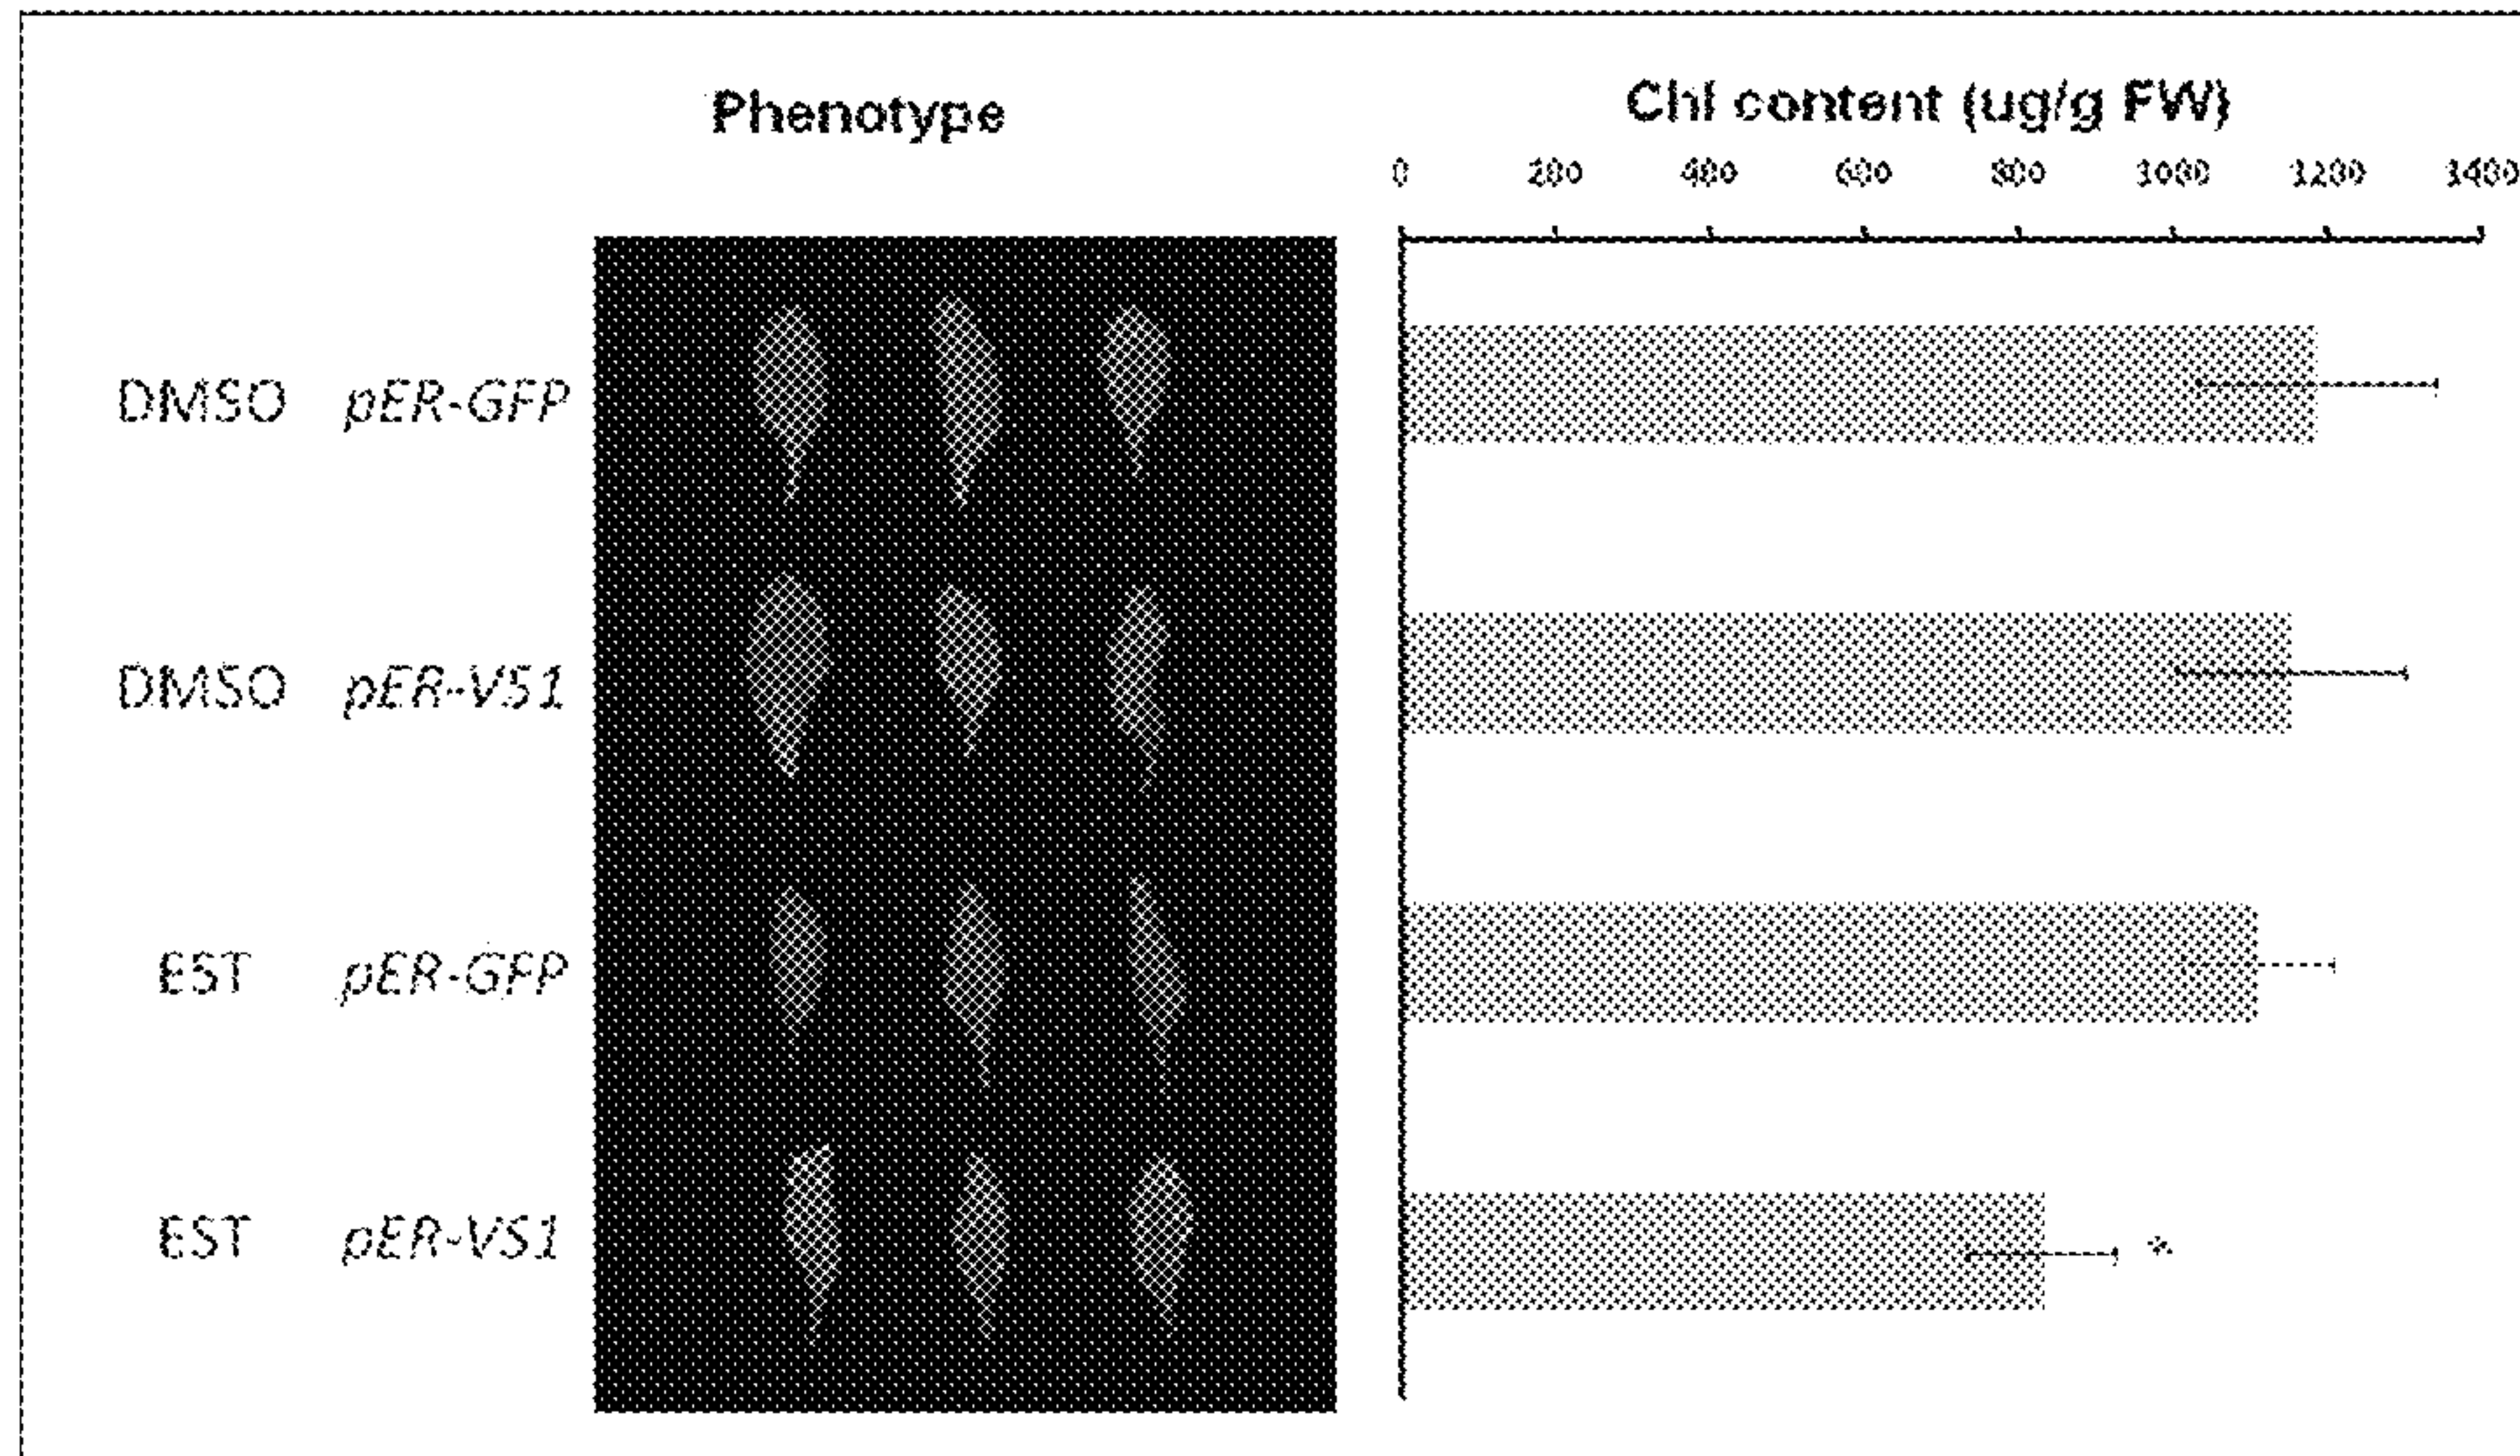 Phenotype
Chl content (ug/g FW)
0 200 400 600 800 1000 1200 1400
DMSO pER-GFP
DMSO pER-VS1
EST pER-GFP
EST pER-VS1 *